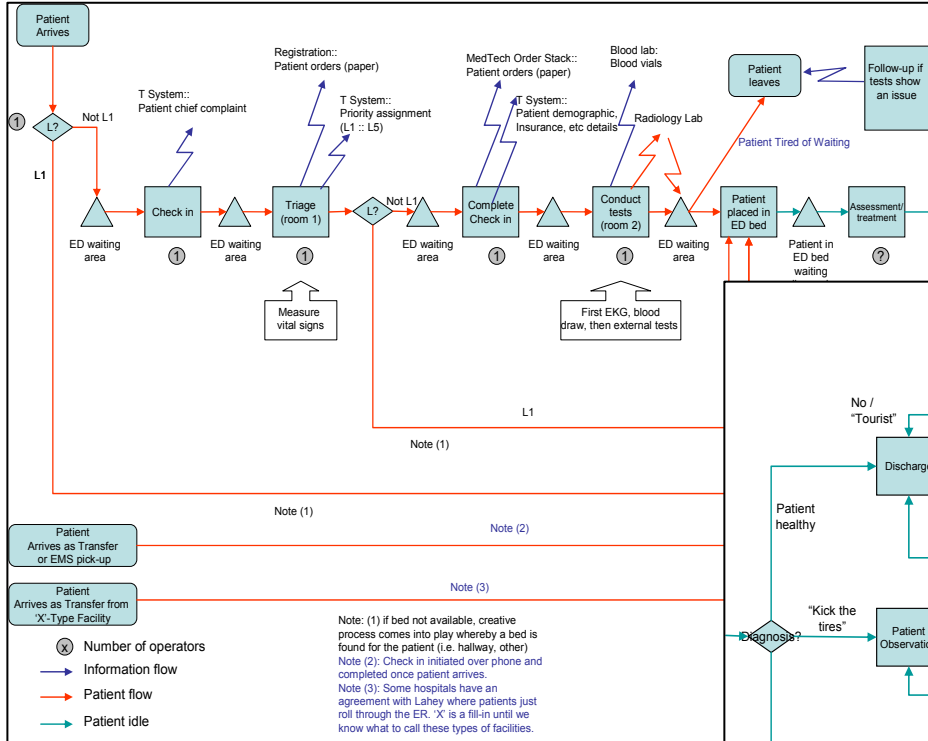 Patient
Arrives
1
L?
Not L1
L1
T System::
Patient chief complaint
Registration::
Patient orders (paper)
T System::
Priority assignment
(L1 :: L5)
MedTech Order Stack::
Patient orders (paper)
T System::
Patient demographic,
Insurance, etc details
Blood lab:
Blood vials
Radiology Lab
Patient
leaves
Follow-up if
tests show
an issue
Patient Tired of Waiting
ED waiting
area
Check in
1
ED waiting
area
Triage
(room 1)
1
Measure
vital signs
L?
Not L1
ED waiting
area
Complete
Check in
1
ED waiting
area
Conduct
tests
(room 2)
1
First EKG, blood
draw, then external tests
ED waiting
area
Patient
placed in
ED bed
Patient in
ED bed
waiting
Assessment/
treatment
?
L1
Note (1)
Note (1)
Patient
Arrives as Transfer
or EMS pick-up
Note (2)
Patient
Arrives as Transfer from
‘X’-Type Facility
Note (3)
x Number of operators
Information flow
Patient flow
Patient idle
Note: (1) if bed not available, creative
process comes into play whereby a bed is
found for the patient (i.e. hallway, other)
Note (2): Check in initiated over phone and
completed once patient arrives.
Note (3): Some hospitals have an
agreement with Lahey where patients just
roll through the ER. ‘X’ is a fill-in until we
know what to call these types of facilities.
No /
“Tourist”
Discharge
Patient
healthy
Diagnosis?
“Kick the
tires”
Patient
Observation